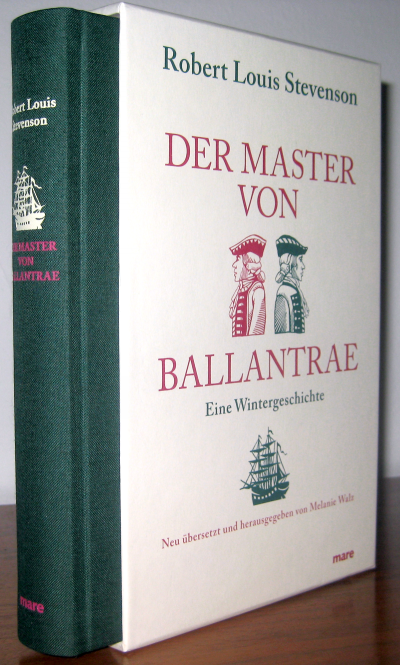 Robert Louis
Stevenson
DER MASTER
VON
BALLANTRAE
mare
Robert Louis Stevenson
DER MASTER
VON
BALLANTRAE
Eine Wintergeschichte
Neu übersetzt und herausgegeben von Melanie Walz
mare